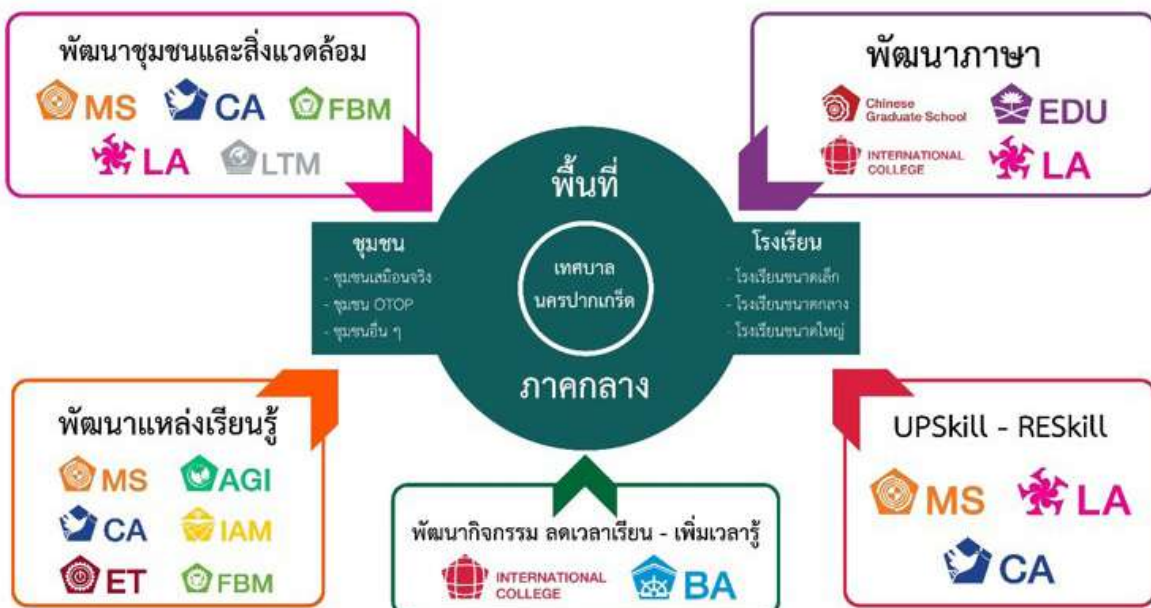 พัฒนาชุมชนและสิ่งแวดล้อม
MS CA FBM
LA LTM
พัฒนาภาษา
Chinese
Graduate School
EDU
INTERNATIONAL
COLLEGE
LA
พื้นที่
เทศบาล
นครปากเกร็ด
ภาคกลาง
ชุมชน
- ชุมชนเสมือนจริง
- ชุมชน OTOP
- ชุมชนอื่น ๆ
โรงเรียน
- โรงเรียนขนาดเล็ก
- โรงเรียนขนาดกลาง
- โรงเรียนขนาดใหญ่
พัฒนาแหล่งเรียนรู้
MS AGI
CA IAM
ET FBM
พัฒนากิจกรรม ลดเวลาเรียน - เพิ่มเวลารู้
INTERNATIONAL
COLLEGE
BA
UPSkill - RESkill
MS LA
CA